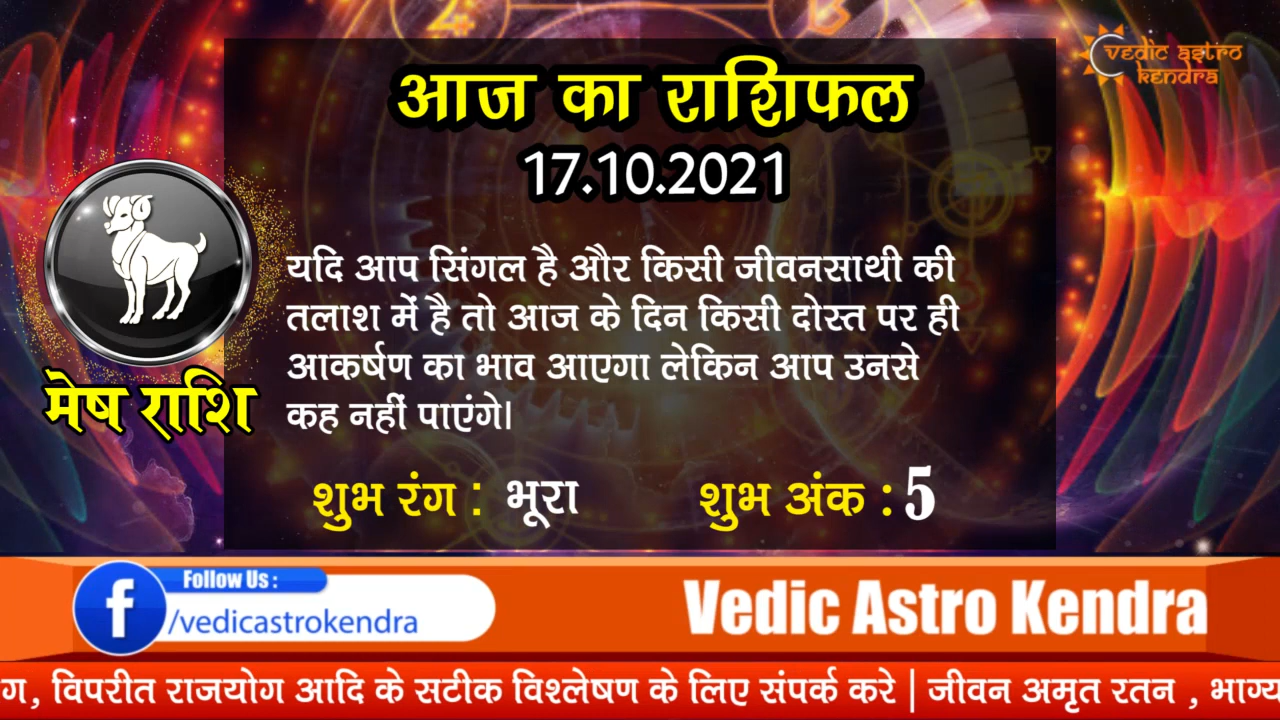 vedic astro
kendra
आज का राशिफल
17.10.2021
यदि आप सिंगल है और किसी जीवनसाथी की
तलाश में है तो आज के दिन किसी दोस्त पर ही
आकर्षण का भाव आएगा लेकिन आप उनसे
कह नहीं पाएंगे।
मेष राशि
शुभ रंग : भूरा
शुभ अंक : 5
Follow Us :
/vedicastrokendra
Vedic Astro Kendra
ग, विपरीत राजयोग आदि के सटीक विश्लेषण के लिए संपर्क करे | जीवन अमृत रतन , भाग्य